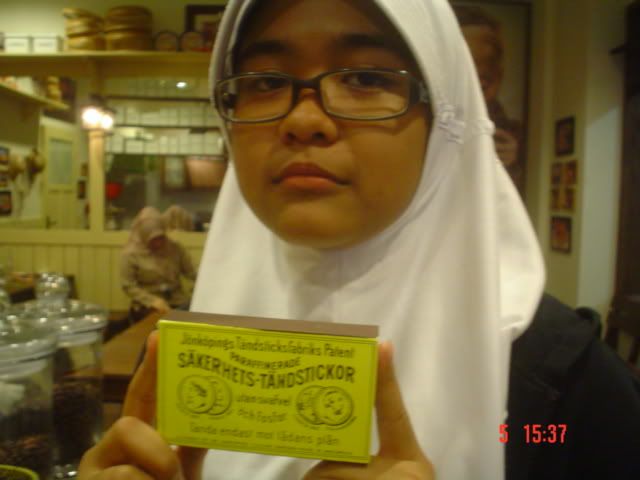 Jönköpings Tändsticksfabriks Patent
PARAFFINERADE
SÄKERHETS-TÄNDSTICKOR
utan svafvel
och fosfor
Tända endast mot lådans plån
5 15:37